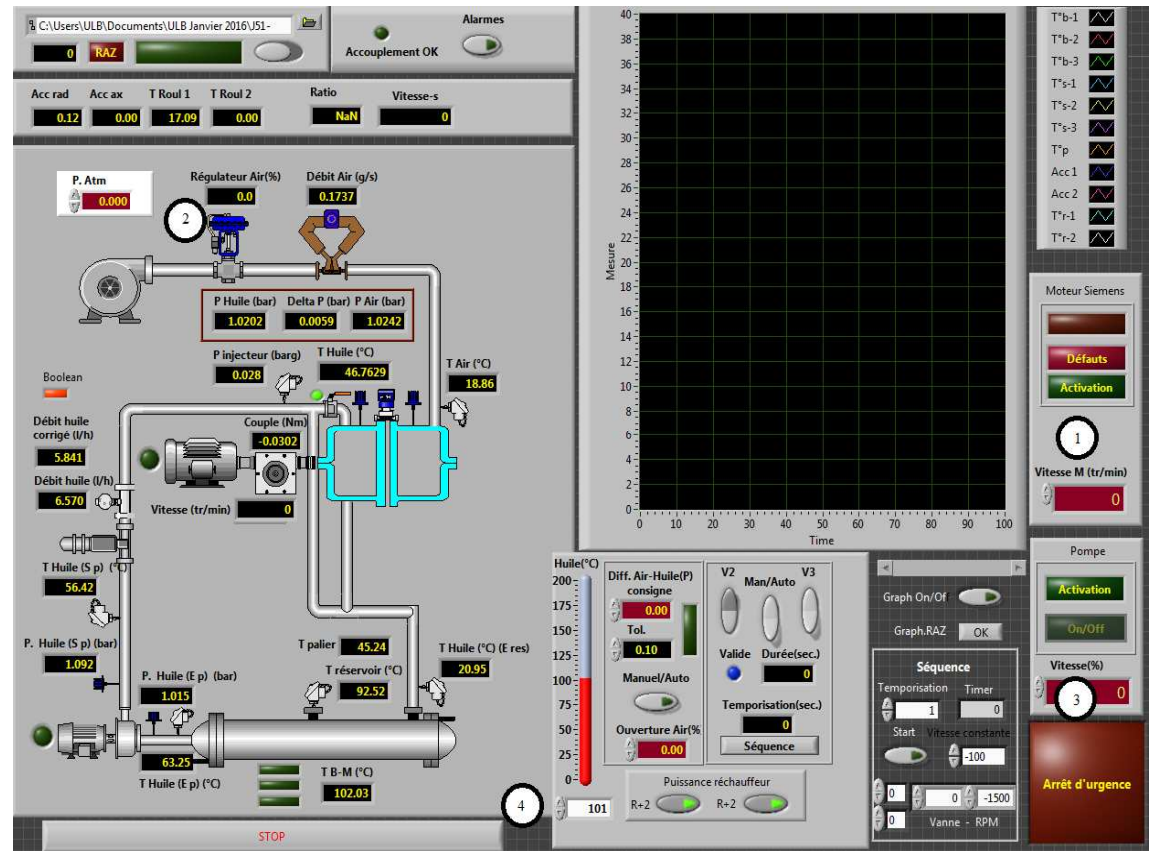 C:\Users\ULB\Documents\ULB Janvier 2016\J51-
0 RAZ
Alarmes
Accouplement OK
Acc rad Acc ax T Roul 1 T Roul 2 Ratio Vitesse-s
0.12 0.00 17.09 0.00 NaN 0
P. Atm
0.000
Régulateur Air(%) Débit Air (g/s)
0.0 0.1737
2
P Huile (bar) Delta P (bar) P Air (bar)
1.0202 0.0059 1.0242
P injecteur (barg) T Huile (°C)
0.028 46.7629
T Air (°C)
18.86
Boolean
Débit huile
corrigé (l/h)
5.841
Couple (Nm)
-0.0302
Débit huile (l/h)
6.570
Vitesse (tr/min) 0
T Huile (S p) (°C)
56.42
P. Huile (S p) (bar)
1.092
P. Huile (E p) (bar)
1.015
T palier 45.24
T réservoir (°C)
92.52
T Huile (°C) (E res)
20.95
63.25
T Huile (E p) (°C)
T B-M (°C)
102.03
STOP
4
Mesure
40
38
36
34
32
30
28
26
24
22
20
18
16
14
12
10
8
6
4
2
0
0 10 20 30 40 50 60 70 80 90 100
Time
T°b-1
T°b-2
T°b-3
T°s-1
T°s-2
T°s-3
T°p
Acc 1
Acc 2
T°r-1
T°r-2
Moteur Siemens
Défauts
Activation
1
Vitesse M (tr/min)
0
Huile(°C)
200
175
150
125
100
75
50
25
0
101
Diff. Air-Huile(P)
consigne
0.00
Tol.
0.10
Manuel/Auto
Ouverture Air(%
0.00
V2 Man/Auto V3
Valide Durée(sec.)
0
Temporisation(sec.)
0
Séquence
Puissance réchauffeur
R+2 R+2
Graph On/Off
Graph.RAZ OK
Séquence
Temporisation Timer
1 0
Start Vitesse constante
-100
0 0 -1500
0 Vanne - RPM
Pompe
Activation
On/Off
Vitesse(%)
3 0
Arrêt d'urgence